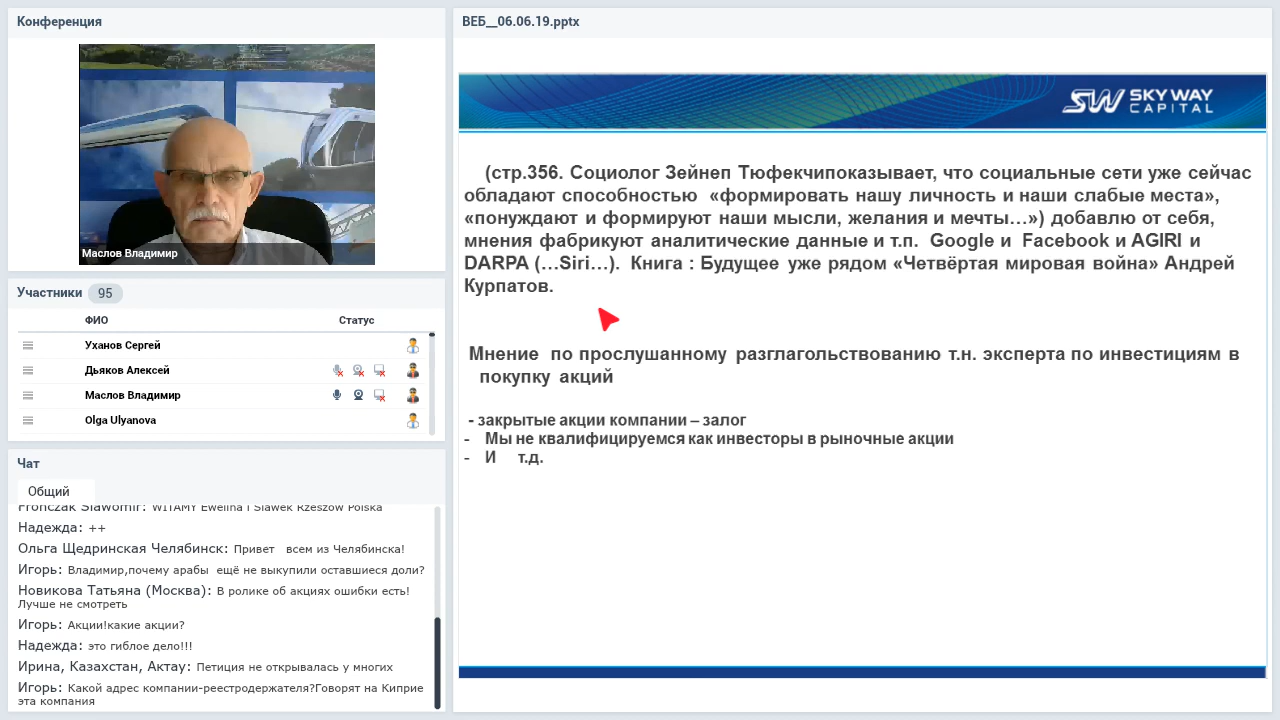 Конференция
Маслов Владимир
Участники 95
ФИО Статус
Уханов Сергей
Дьяков Алексей
Маслов Владимир
Olga Ulyanova
Чат
Общий
Fronczak Slawomir: WITAMY Ewelina i Slawek Rzeszow Polska
Надежда: ++
Ольга Щедринская Челябинск: Привет всем из Челябинска!
Игорь: Владимир,почему арабы ещё не выкупили оставшиеся доли?
Новикова Татьяна (Москва): В ролике об акциях ошибки есть!
Лучше не смотреть
Игорь: Акции!какие акции?
Надежда: это гиблое дело!!!
Ирина, Казахстан, Актау: Петиция не открывалась у многих
Игорь: Какой адрес компании-реестродержателя?Говорят на Киприе
эта компания
ВЕБ__06.06.19.pptx
SW SKY WAY
CAPITAL
(стр.356. Социолог Зейнеп Тюфекчипоказывает, что социальные сети уже сейчас
обладают способностью «формировать нашу личность и наши слабые места»,
«понуждают и формируют наши мысли, желания и мечты…») добавлю от себя,
мнения фабрикуют аналитические данные и т.п. Google и Facebook и AGIRI и
DARPA (…Siri…). Книга : Будущее уже рядом «Четвёртая мировая война» Андрей
Курпатов.
Мнение по прослушанному разглагольствованию т.н. эксперта по инвестициям в
покупку акций
- закрытые акции компании – залог
- Мы не квалифицируемся как инвесторы в рыночные акции
- И т.д.